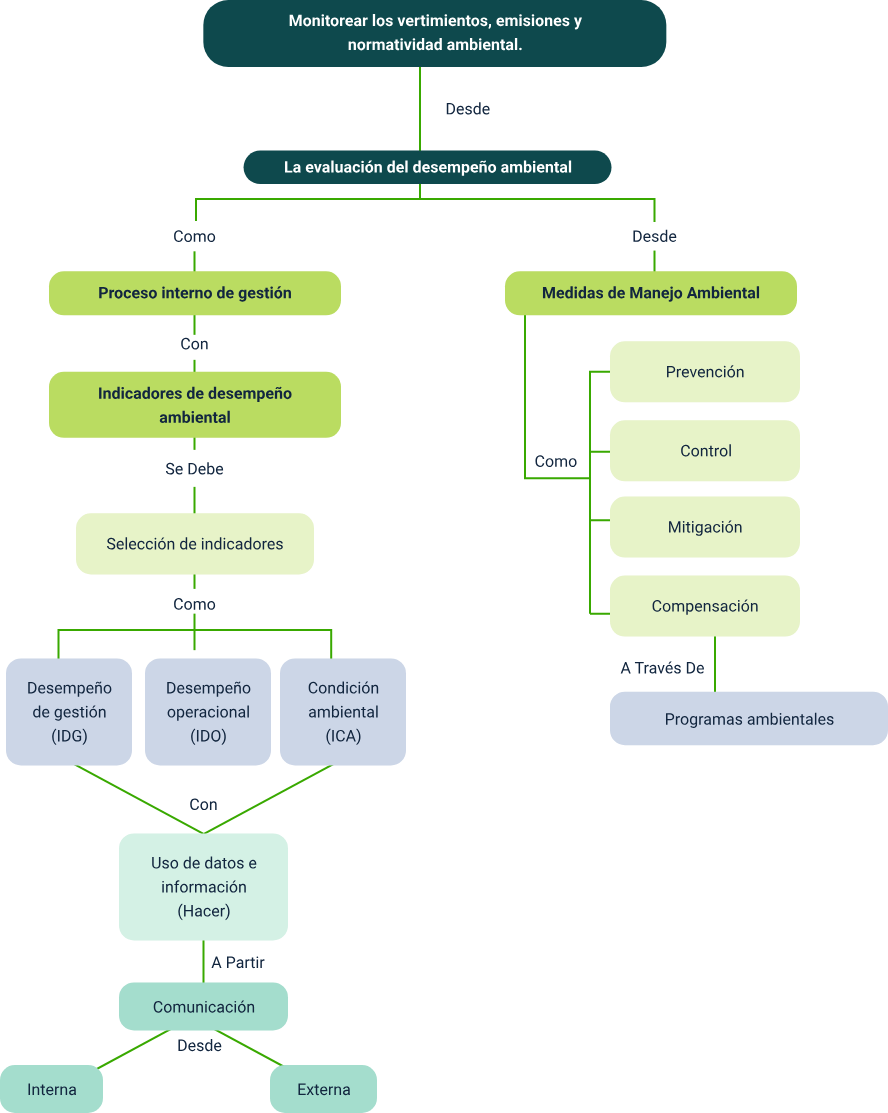 Monitorear los vertimientos, emisiones y
normatividad ambiental.
Desde
La evaluación del desempeño ambiental
Como
Proceso interno de gestión
Con
Indicadores de desempeño
ambiental
Se Debe
Selección de indicadores
Como
Desempeño
de gestión
(IDG)
Desempeño
operacional
(IDO)
Condición
ambiental
(ICA)
Con
Uso de datos e
información
(Hacer)
A Partir
Comunicación
Desde
Interna
Externa
Desde
Medidas de Manejo Ambiental
Como
Prevención
Control
Mitigación
Compensación
A Través De
Programas ambientales